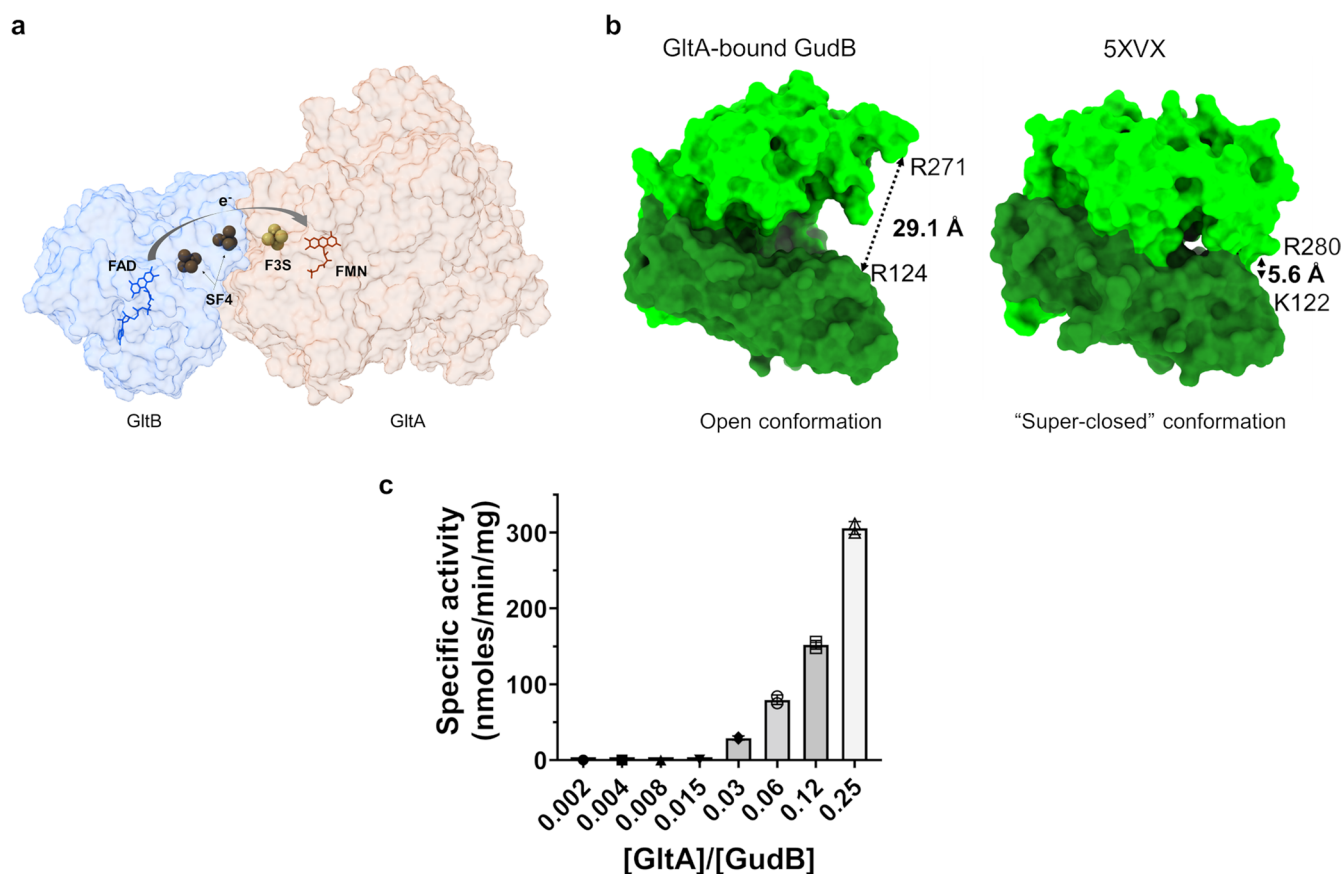 a
e-
FAD
SF4
F3S
FMN
GltB
GltA
b
GltA-bound GudB
5XVX
R271
29.1 Å
R124
R280
5.6 Å
K122
Open conformation
“Super-closed” conformation
c
Specific activity
(nmoles/min/mg)
300
200
100
0
0.002
0.004
0.008
0.015
0.03
0.06
0.12
0.25
[GltA]/[GudB]